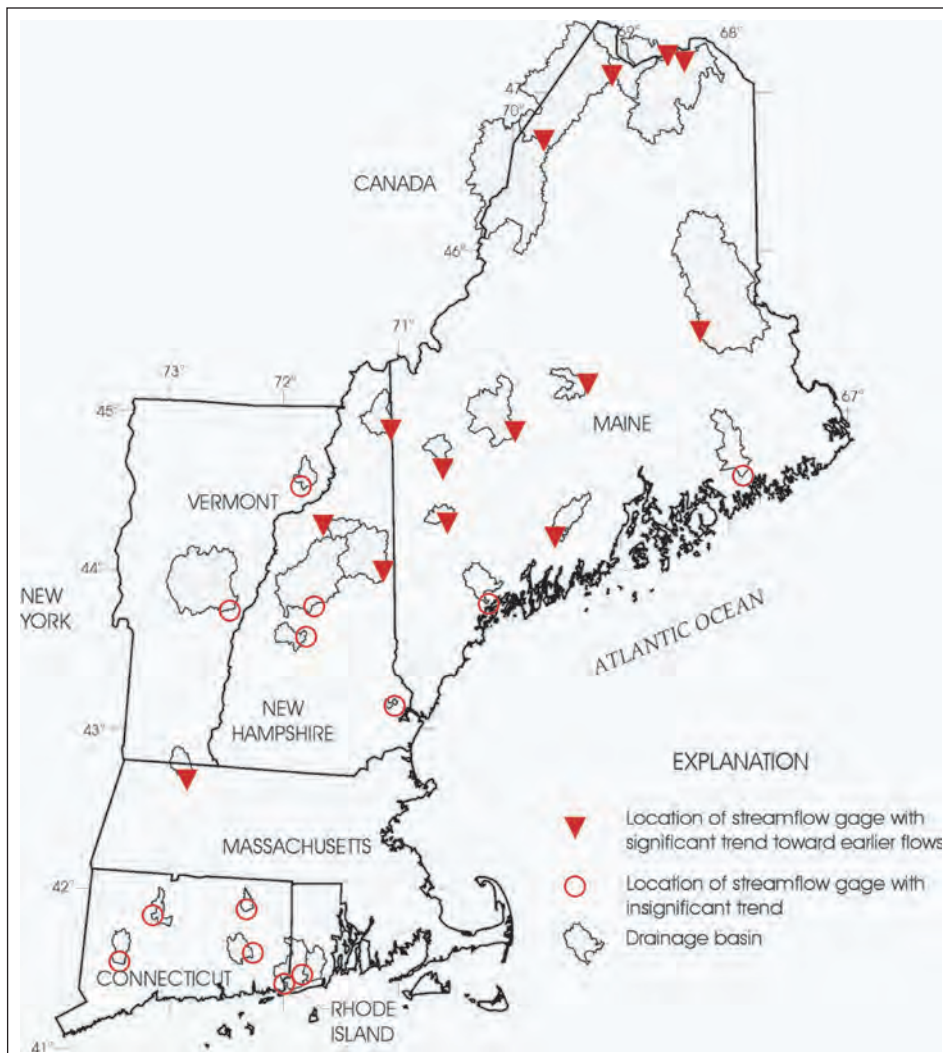 69°
68°
47°
70°
CANADA
46°
71°
73°
72°
45°
67°
MAINE
VERMONT
44°
NEW
YORK
ATLANTIC OCEAN
NEW
HAMPSHIRE
43°
EXPLANATION
Location of streamflow gage with
significant trend toward earlier flows
MASSACHUSETTS
42°
Location of streamflow gage with
insignificant trend
Drainage basin
CONNECTICUT
RHODE
ISLAND
41°